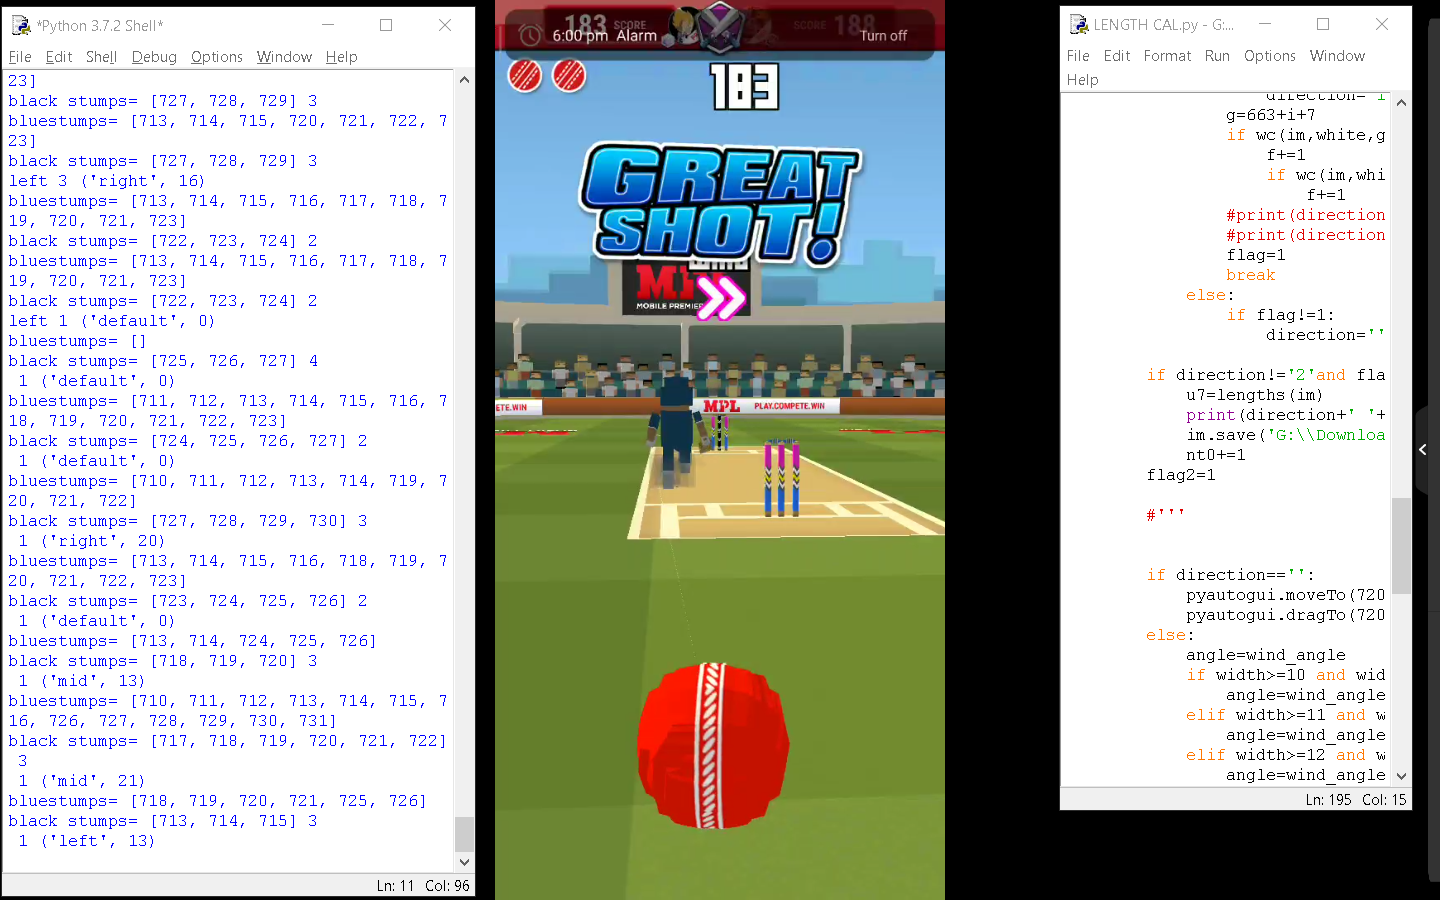 *Python 3.7.2 Shell*
File Edit Shell Debug Options Window Help
23]
black stumps= [727, 728, 729] 3
bluestumps= [713, 714, 715, 720, 721, 722, 7
23]
black stumps= [727, 728, 729] 3
left 3 ('right', 16)
bluestumps= [713, 714, 715, 716, 717, 718, 7
19, 720, 721, 723]
black stumps= [722, 723, 724] 2
bluestumps= [713, 714, 715, 716, 717, 718, 7
19, 720, 721, 723]
black stumps= [722, 723, 724] 2
left 1 ('default', 0)
bluestumps= []
black stumps= [725, 726, 727] 4
1 ('default', 0)
bluestumps= [711, 712, 713, 714, 715, 716, 7
18, 719, 720, 721, 722, 723]
black stumps= [724, 725, 726, 727] 2
1 ('default', 0)
bluestumps= [710, 711, 712, 713, 714, 719, 7
20, 721, 722]
black stumps= [727, 728, 729, 730] 3
1 ('right', 20)
bluestumps= [713, 714, 715, 716, 718, 719, 7
20, 721, 722, 723]
black stumps= [723, 724, 725, 726] 2
1 ('default', 0)
bluestumps= [713, 714, 724, 725, 726]
black stumps= [718, 719, 720] 3
1 ('mid', 13)
bluestumps= [710, 711, 712, 713, 714, 715, 7
16, 726, 727, 728, 729, 730, 731]
black stumps= [717, 718, 719, 720, 721, 722]
3
1 ('mid', 21)
bluestumps= [718, 719, 720, 721, 725, 726]
black stumps= [713, 714, 715] 3
1 ('left', 13)
Ln: 11 Col: 96
183 SCORE SCORE 188
6:00 pm Alarm Turn off
183
GREAT
SHOT!
MOBILE PREMIE
ETE.WIN MPL PLAY.COMPETE.WIN
LENGTH CAL.py - G:...
File Edit Format Run Options Window
Help
direction='1
g=663+i+7
if wc(im,white,g
f+=1
if wc(im,whi
f+=1
#print(direction
#print(direction
flag=1
break
else:
if flag!=1:
direction=''
if direction!='2'and fla
u7=lengths(im)
print(direction+' '+
im.save('G:\\Downloa
nt0+=1
flag2=1
#'''
if direction=='':
pyautogui.moveTo(720
pyautogui.dragTo(720
else:
angle=wind_angle
if width>=10 and wid
angle=wind_angle
elif width>=11 and w
angle=wind_angle
elif width>=12 and w
angle=wind_angle
Ln: 195 Col: 15